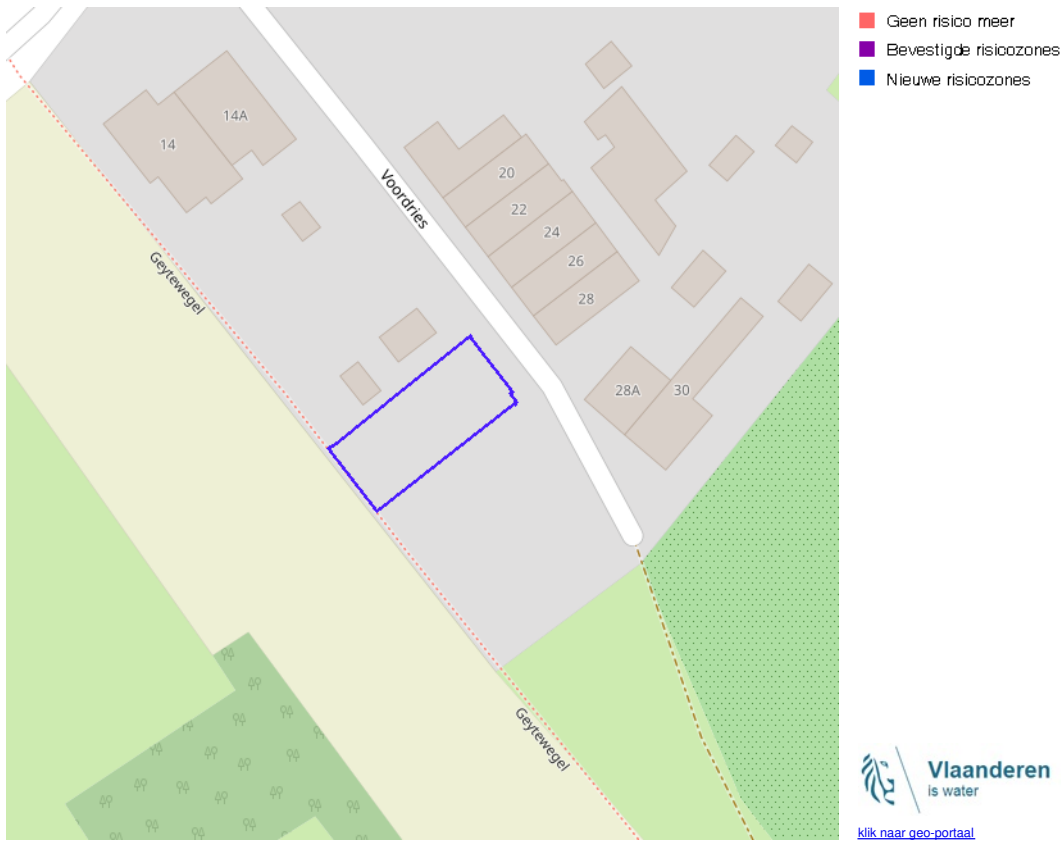 Geen risico meer
Bevestigde risicozones
Nieuwe risicozones
14A
14
Voordries
20
22
24
26
28
Geytewegel
28A
30
Geytewegel
Vlaanderen
is water
klik naar geo-portaal